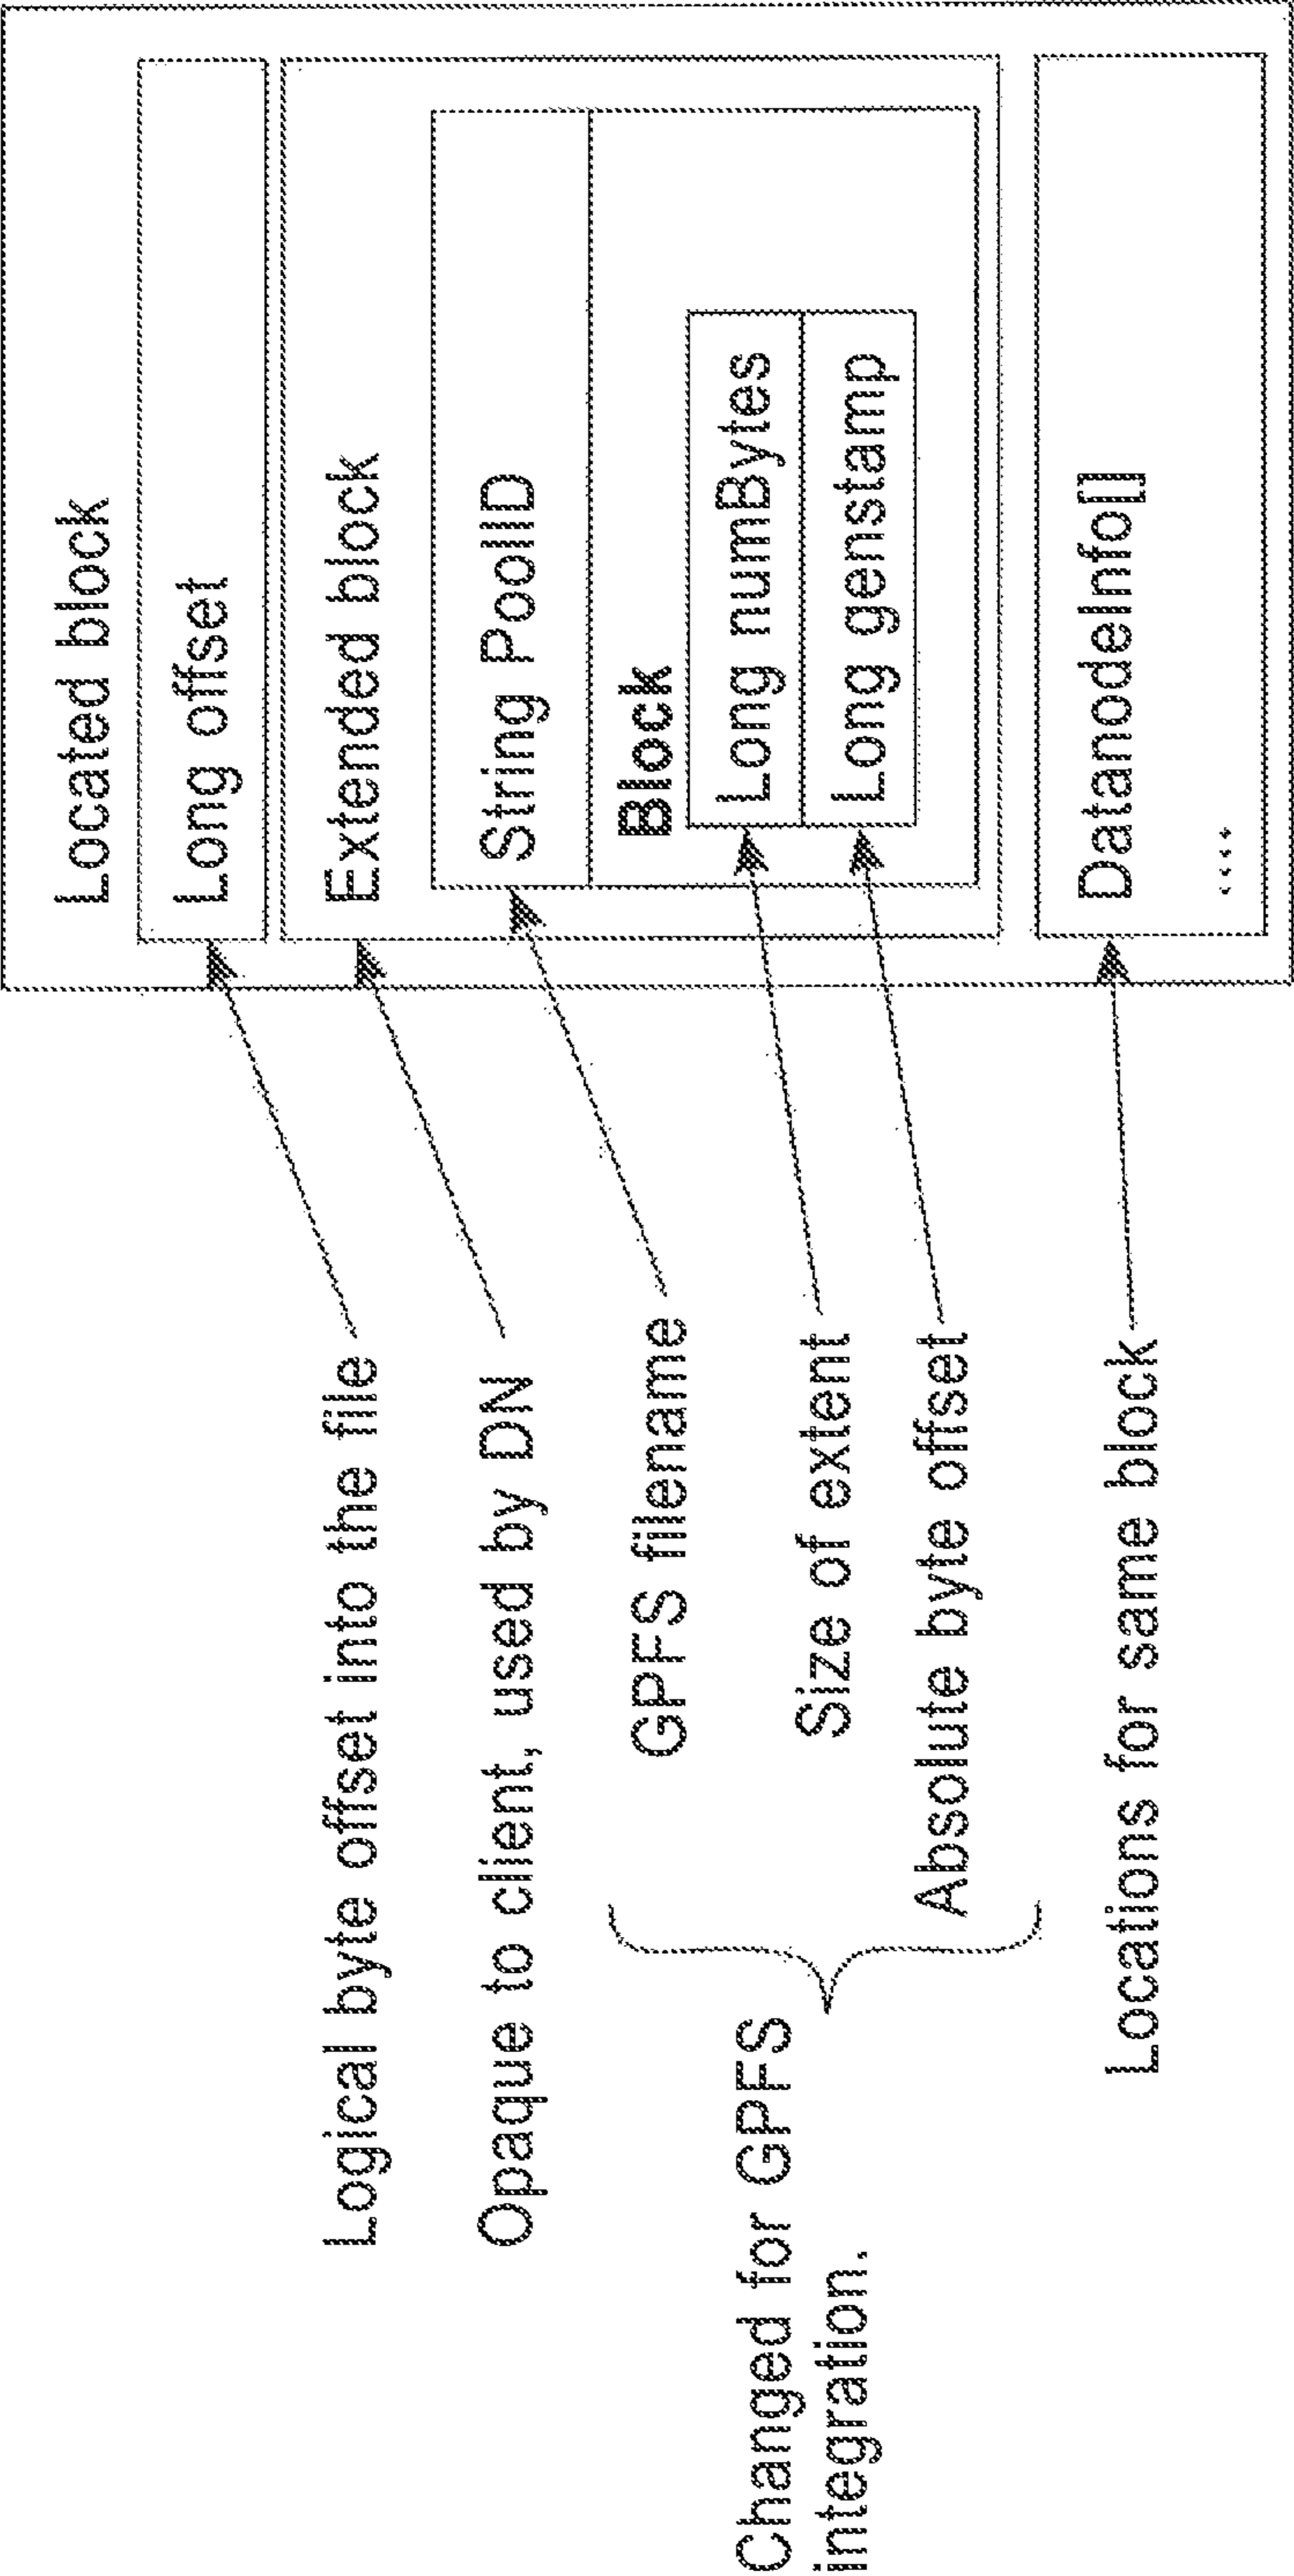 Located block
Logical byte offset into the file
Long offset
Opaque to client, used by DN
Extended block
GPFS filename
String PoolID
Changed for GPFS
integration.
Block
Size of extent
Long numBytes
Absolute byte offset
Long genstamp
Locations for same block
DatanodeInfo[]
....